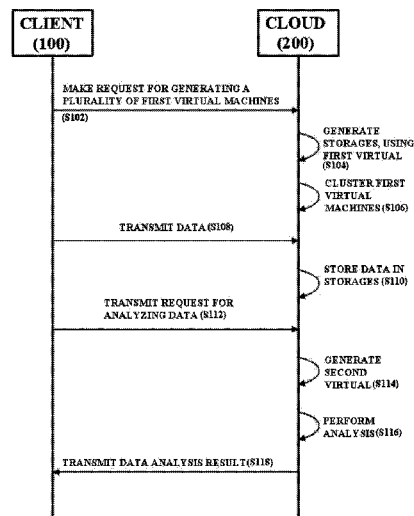 CLIENT
(100)
CLOUD
(200)
MAKE REQUEST FOR GENERATING A
PLURALITY OF FIRST VIRTUAL MACHINES
(S102)
GENERATE
STORAGES, USING
FIRST VIRTUAL
(S104)
CLUSTER FIRST
VIRTUAL
MACHINES (S106)
TRANSMIT DATA (S108)
STORE DATA IN
STORAGES (S110)
TRANSMIT REQUEST FOR
ANALYZING DATA (S112)
GENERATE
SECOND
VIRTUAL (S114)
PERFORM
ANALYSIS (S116)
TRANSMIT DATA ANALYSIS RESULT (S118)